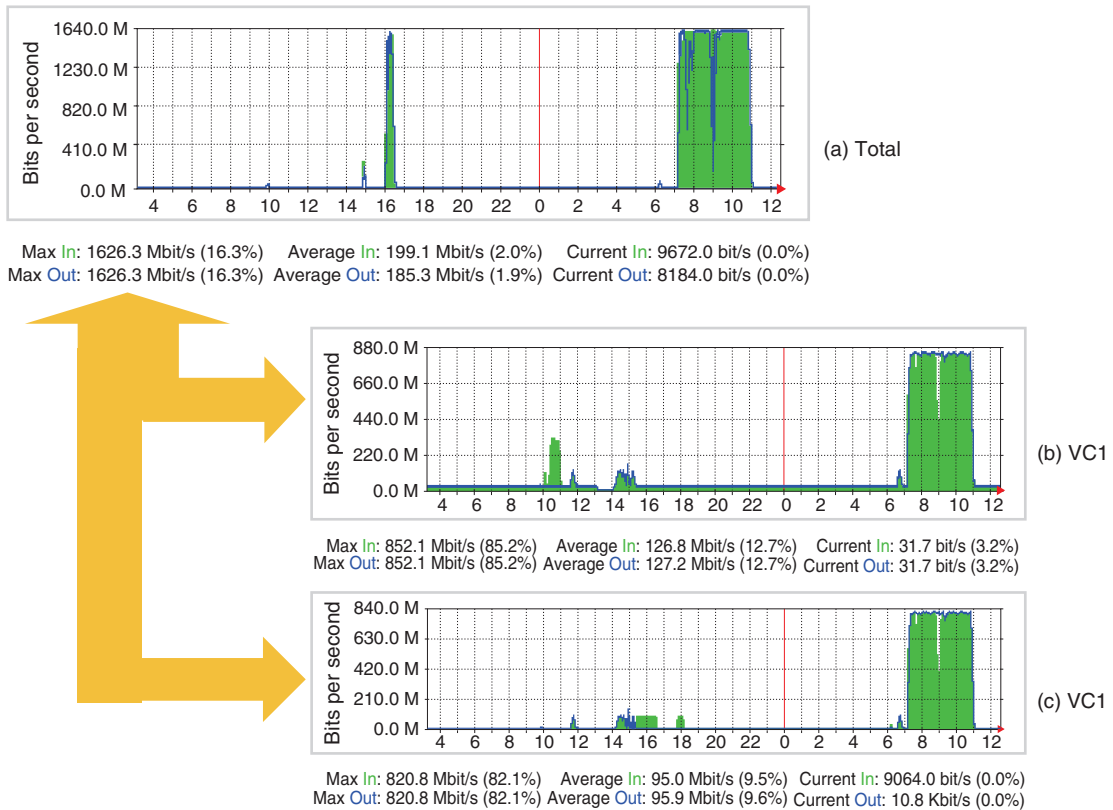 1640.0 M
1230.0 M
820.0 M
410.0 M
0.0 M
Bits per second
4 6 8 10 12 14 16 18 20 22 0 2 4 6 8 10 12
(a) Total
Max In: 1626.3 Mbit/s (16.3%) Average In: 199.1 Mbit/s (2.0%) Current In: 9672.0 bit/s (0.0%)
Max Out: 1626.3 Mbit/s (16.3%) Average Out: 185.3 Mbit/s (1.9%) Current Out: 8184.0 bit/s (0.0%)
880.0 M
660.0 M
440.0 M
220.0 M
0.0 M
Bits per second
4 6 8 10 12 14 16 18 20 22 0 2 4 6 8 10 12
(b) VC1
Max In: 852.1 Mbit/s (85.2%) Average In: 126.8 Mbit/s (12.7%) Current In: 31.7 bit/s (3.2%)
Max Out: 852.1 Mbit/s (85.2%) Average Out: 127.2 Mbit/s (12.7%) Current Out: 31.7 bit/s (3.2%)
840.0 M
630.0 M
420.0 M
210.0 M
0.0 M
Bits per second
4 6 8 10 12 14 16 18 20 22 0 2 4 6 8 10 12
(c) VC1
Max In: 820.8 Mbit/s (82.1%) Average In: 95.0 Mbit/s (9.5%) Current In: 9064.0 bit/s (0.0%)
Max Out: 820.8 Mbit/s (82.1%) Average Out: 95.9 Mbit/s (9.6%) Current Out: 10.8 Kbit/s (0.0%)